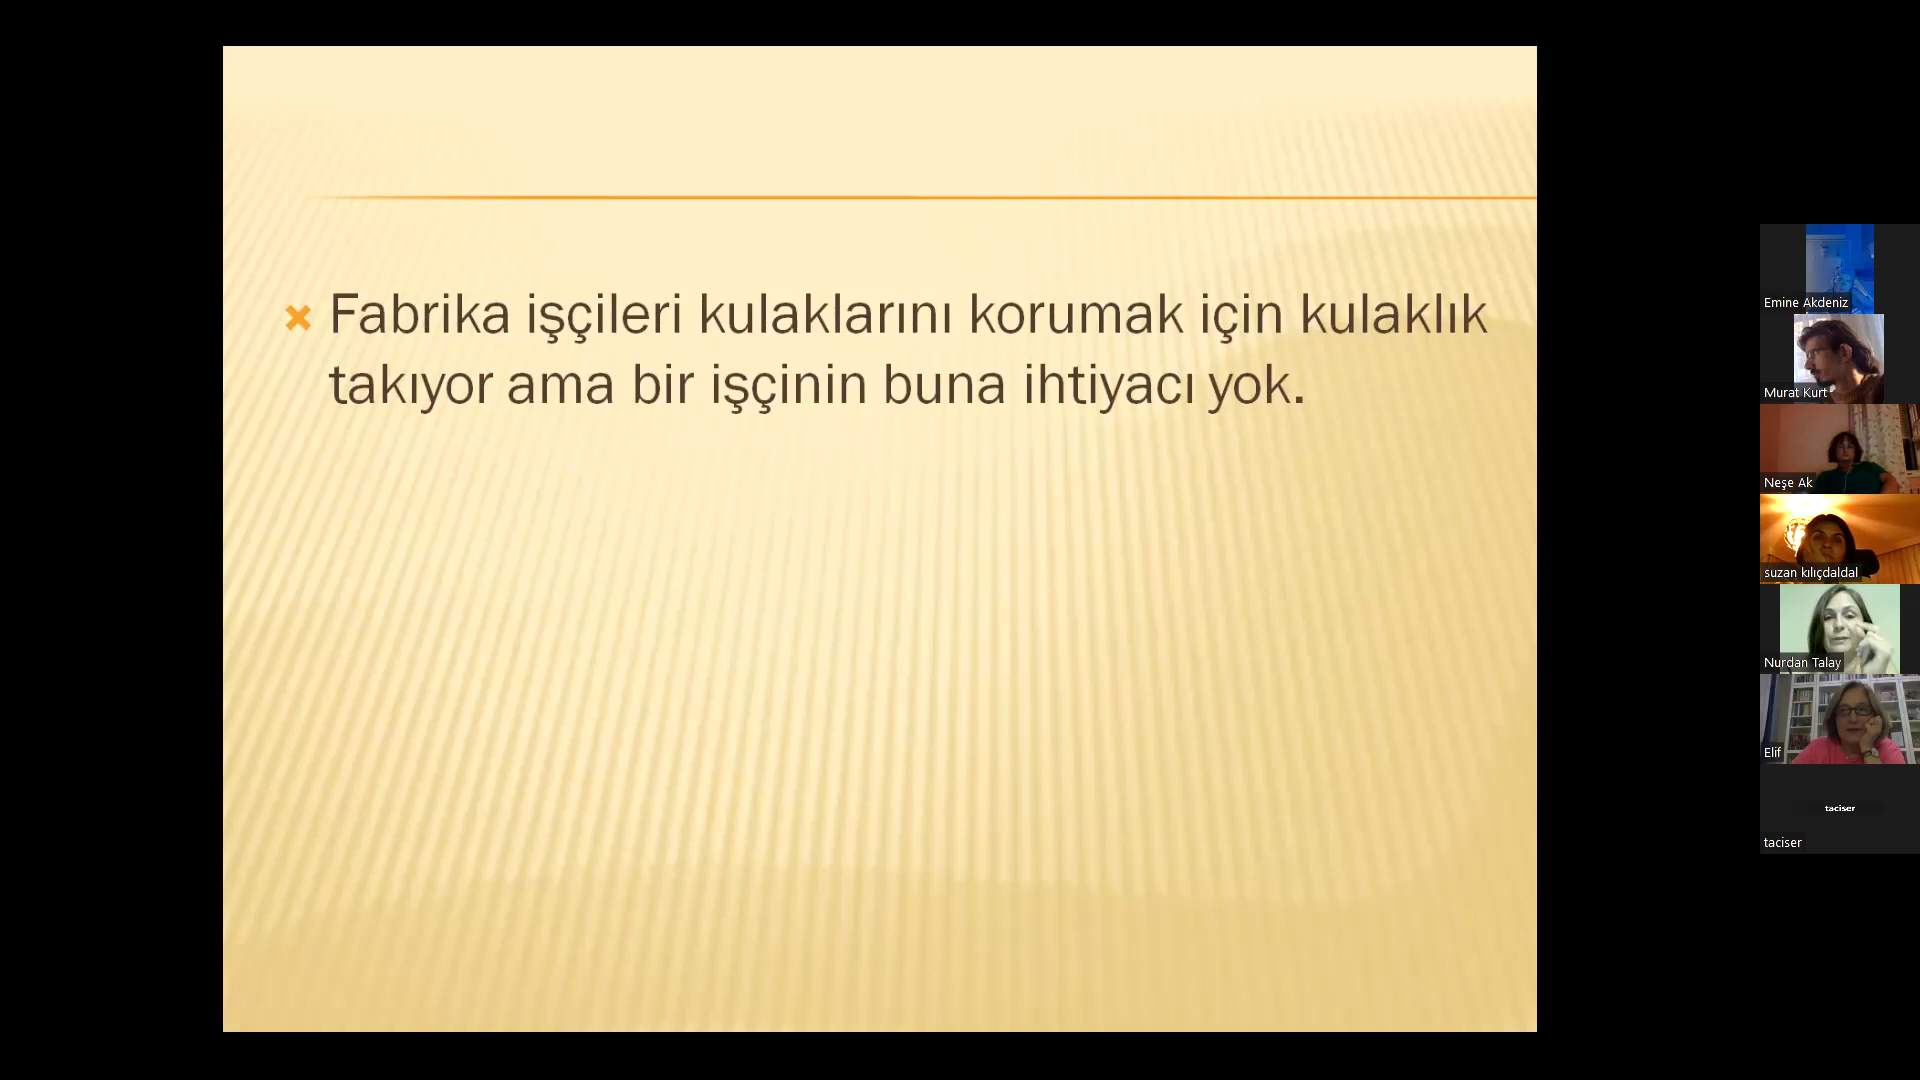 Fabrika işçileri kulaklarını korumak için kulaklık
takıyor ama bir işçinin buna ihtiyacı yok.
Emine Akdeniz
Murat Kurt
Neşe Ak
suzan kılıçdaldal
Nurdan Talay
Elif
taciser
taciser